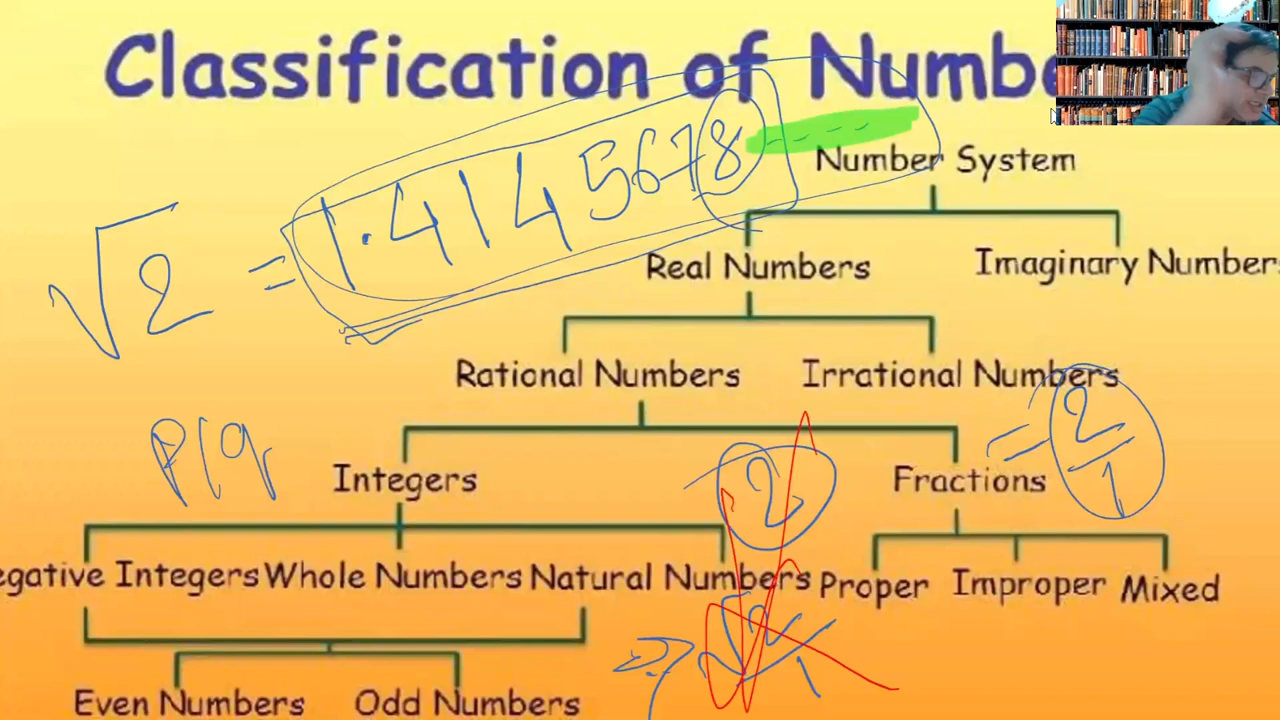 Classification of Numbe
√2 = 1.4145678 - - - -
Number System
Real Numbers
Imaginary Number
Rational Numbers
Irrational Numbers
p/q
Integers
2
Fractions
= 2/1
egative Integers Whole Numbers Natural Numbers
Proper Improper Mixed
Even Numbers
Odd Numbers